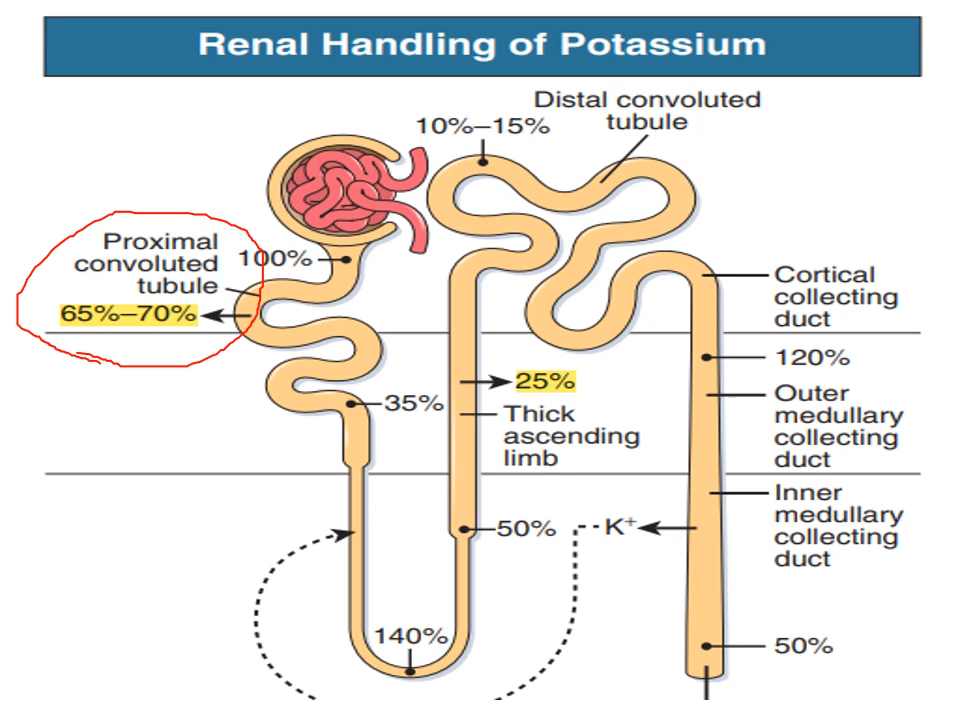 Renal Handling of Potassium
Distal convoluted
tubule
10%–15%
Proximal
convoluted
tubule
65%–70%
100%
35%
25%
Thick
ascending
limb
50%
140%
K+
Cortical
collecting
duct
120%
Outer
medullary
collecting
duct
Inner
medullary
collecting
duct
50%